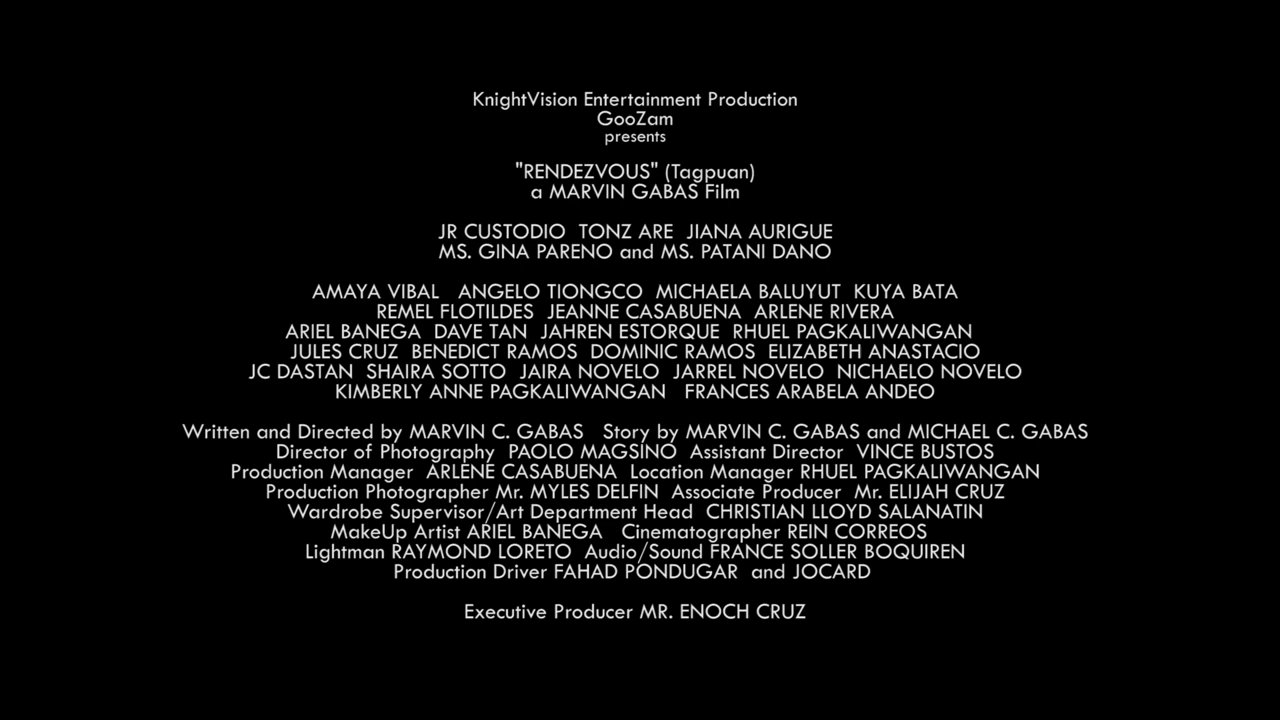 KnightVision Entertainment Production
GooZam
presents
"RENDEZVOUS" (Tagpuan)
a MARVIN GABAS Film
JR CUSTODIO TONZ ARE JIANA AURIGUE
MS. GINA PARENO and MS. PATANI DANO
AMAYA VIBAL ANGELO TIONGCO MICHAELA BALUYUT KUYA BATA
REMEL FLOTILDES JEANNE CASABUENA ARLENE RIVERA
ARIEL BANEGA DAVE TAN JAHREN ESTORQUE RHUEL PAGKALIWANGAN
JULES CRUZ BENEDICT RAMOS DOMINIC RAMOS ELIZABETH ANASTACIO
JC DASTAN SHAIRA SOTTO JAIRA NOVELO JARREL NOVELO NICHAELO NOVELO
KIMBERLY ANNE PAGKALIWANGAN FRANCES ARABELA ANDEO
Written and Directed by MARVIN C. GABAS Story by MARVIN C. GABAS and MICHAEL C. GABAS
Director of Photography PAOLO MAGSINO Assistant Director VINCE BUSTOS
Production Manager ARLENE CASABUENA Location Manager RHUEL PAGKALIWANGAN
Production Photographer Mr. MYLES DELFIN Associate Producer Mr. ELIJAH CRUZ
Wardrobe Supervisor/Art Department Head CHRISTIAN LLOYD SALANATIN
MakeUp Artist ARIEL BANEGA Cinematographer REIN CORREOS
Lightman RAYMOND LORETO Audio/Sound FRANCE SOLLER BOQUIREN
Production Driver FAHAD PONDUGAR and JOCARD
Executive Producer MR. ENOCH CRUZ